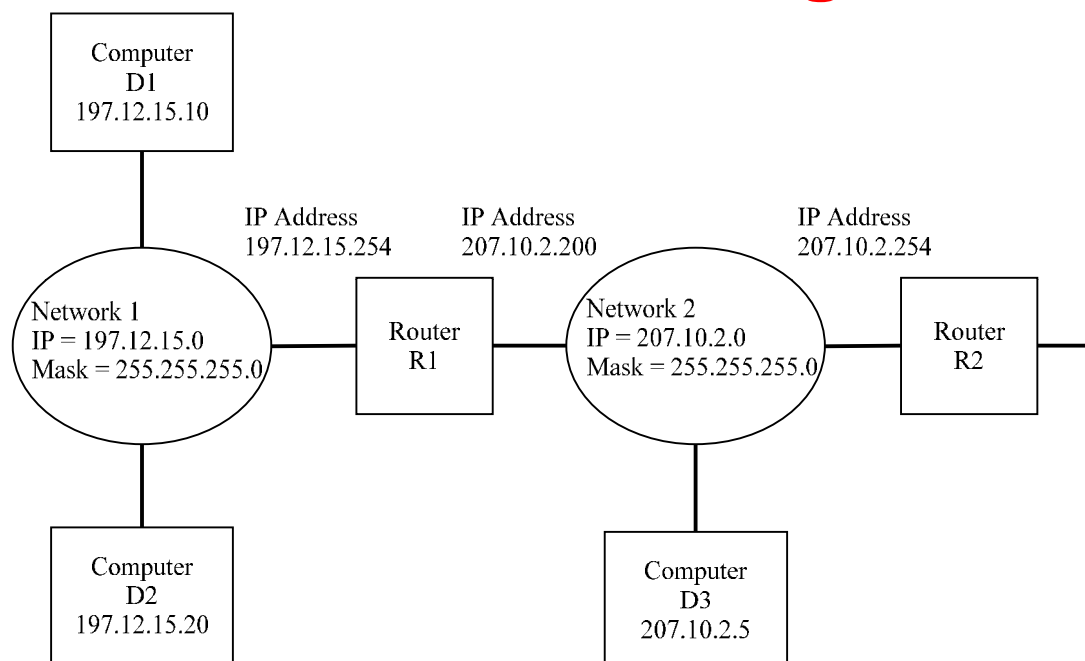 Computer
D1
197.12.15.10
IP Address
197.12.15.254
IP Address
207.10.2.200
IP Address
207.10.2.254
Network 1
IP = 197.12.15.0
Mask = 255.255.255.0
Router
R1
Network 2
IP = 207.10.2.0
Mask = 255.255.255.0
Router
R2
Computer
D2
197.12.15.20
Computer
D3
207.10.2.5